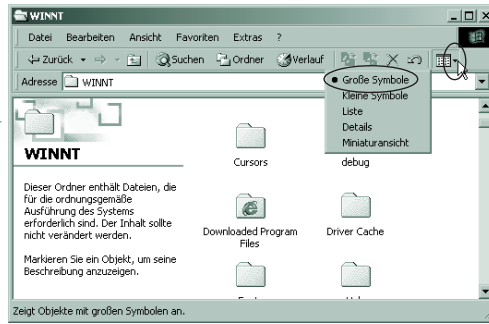 WINNT
Datei Bearbeiten Ansicht Favoriten Extras ?
Zurück Suchen Ordner Verlauf
Adresse WINNT
Große Symbole
Kleine Symbole
Liste
Details
Miniaturansicht
WINNT
Dieser Ordner enthält Dateien, die
für die ordnungsgemäße
Ausführung des Systems
erforderlich sind. Der Inhalt sollte
nicht verändert werden.
Markieren Sie ein Objekt, um seine
Beschreibung anzuzeigen.
Cursors debug
Downloaded Program
Files
Driver Cache
Zeigt Objekte mit großen Symbolen an.